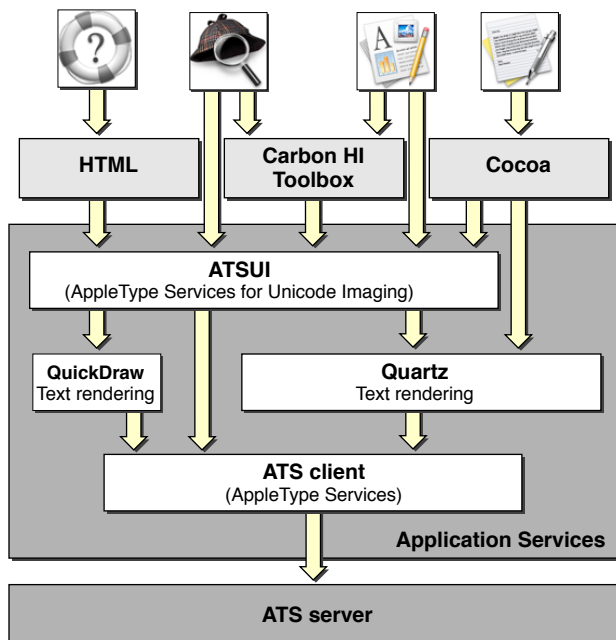 ?
A
HTML
Carbon HI
Toolbox
Cocoa
ATSUI
(AppleType Services for Unicode Imaging)
QuickDraw
Text rendering
Quartz
Text rendering
ATS client
(AppleType Services)
Application Services
ATS server